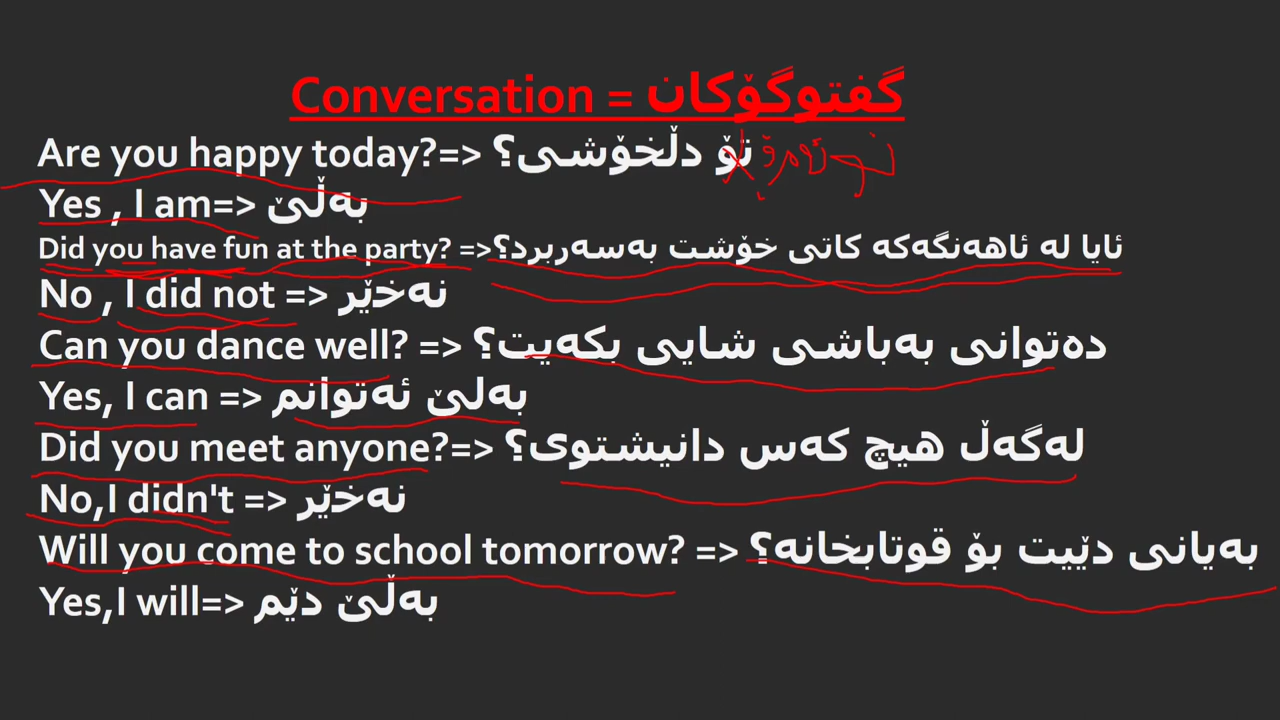 Conversation = گفتوگۆکان
Are you happy today?=> نۆ دڵخۆشی؟
Yes , I am=> بەڵێ
Did you have fun at the party? =>ئایا لە ئاهەنگەکە کاتی خۆشت بەسەربرد؟
No , I did not => نەخێر
Can you dance well? => دەتوانی بەباشی شایی بکەیت؟
Yes, I can => بەلێ ئەتوانم
Did you meet anyone?=> لەگەڵ هیچ کەس دانیشتوی؟
No,I didn't => نەخێر
Will you come to school tomorrow? => بەیانی دێیت بۆ قوتابخانە؟
Yes,I will=> بەڵێ دێم